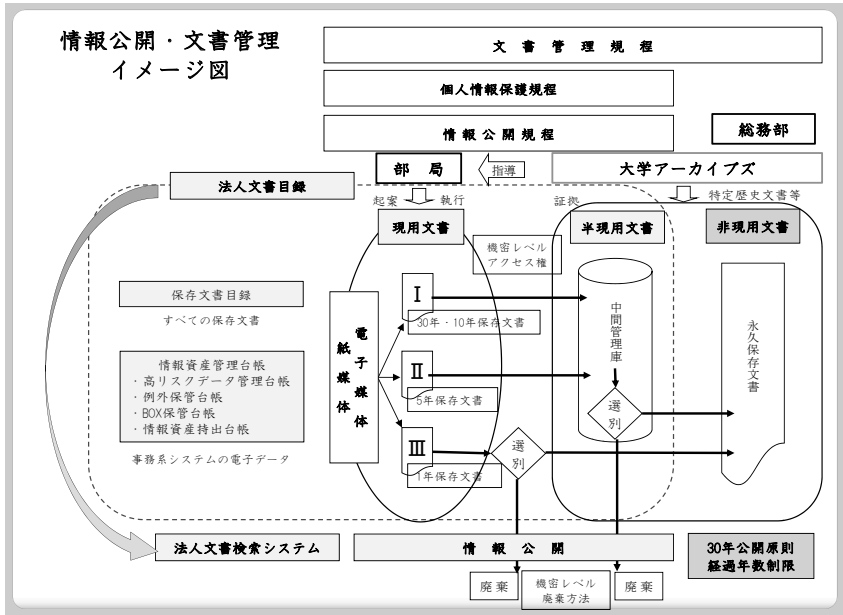 情報公開・文書管理
イメージ図
文書管理規程
個人情報保護規程
情報公開規程
総務部
部局
指導
大学アーカイブズ
法人文書目録
起案
執行
証拠
特定歴史文書等
現用文書
機密レベル
アクセス権
半現用文書
非現用文書
保存文書目録
すべての保存文書
情報資産管理台帳
・高リスクデータ管理台帳
・例外保管台帳
・BOX保管台帳
・情報資産持出台帳
事務系システムの電子データ
電子媒体
紙媒体
Ⅰ
30年・10年保存文書
Ⅱ
5年保存文書
Ⅲ
1年保存文書
選別
中間管理庫
選別
永久保存文書
法人文書検索システム
情報公開
30年公開原則
経過年数制限
廃棄
機密レベル
廃棄方法
廃棄